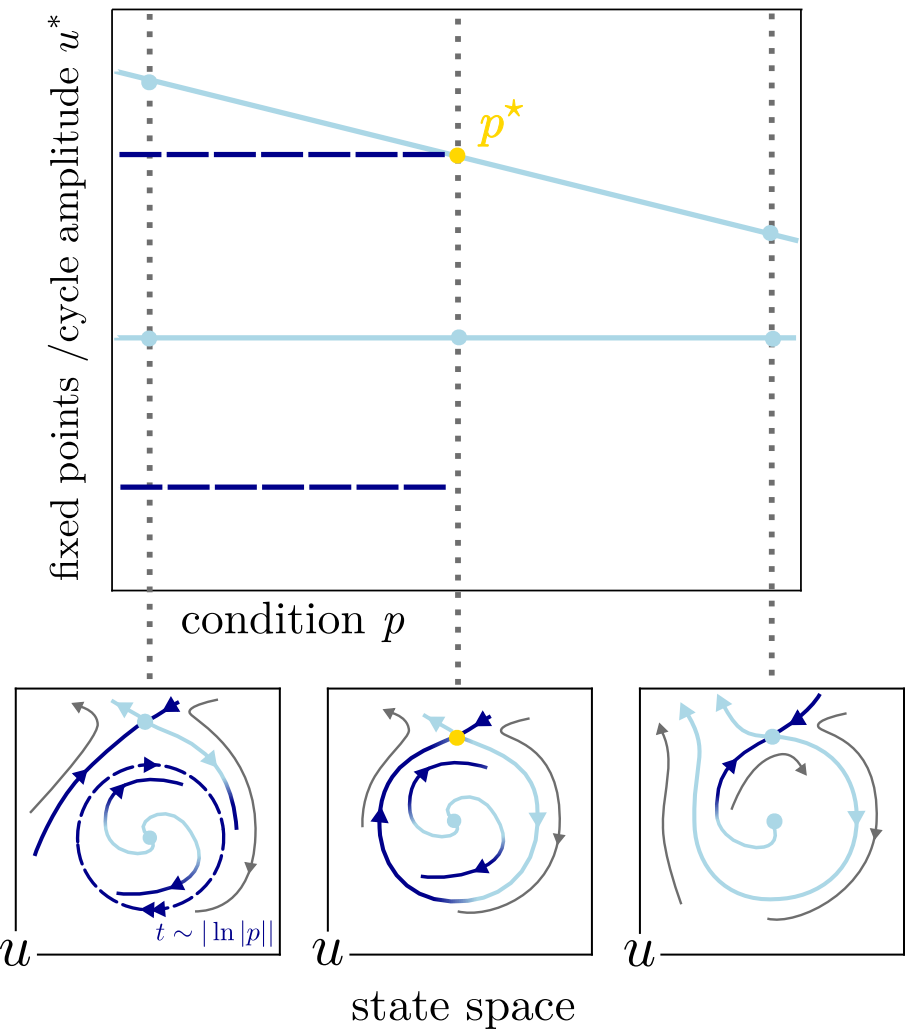 fixed points /cycle amplitude u*
p⋆
condition p
t ~ | ln |p||
u
u
u
state space